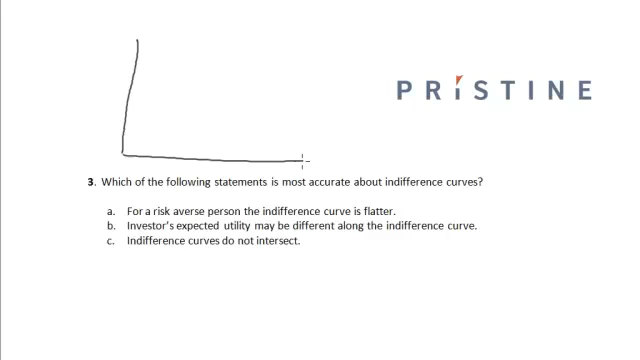 PRÍSTINE
3. Which of the following statements is most accurate about indifference curves?
a. For a risk averse person the indifference curve is flatter.
b. Investor's expected utility may be different along the indifference curve.
c. Indifference curves do not intersect.